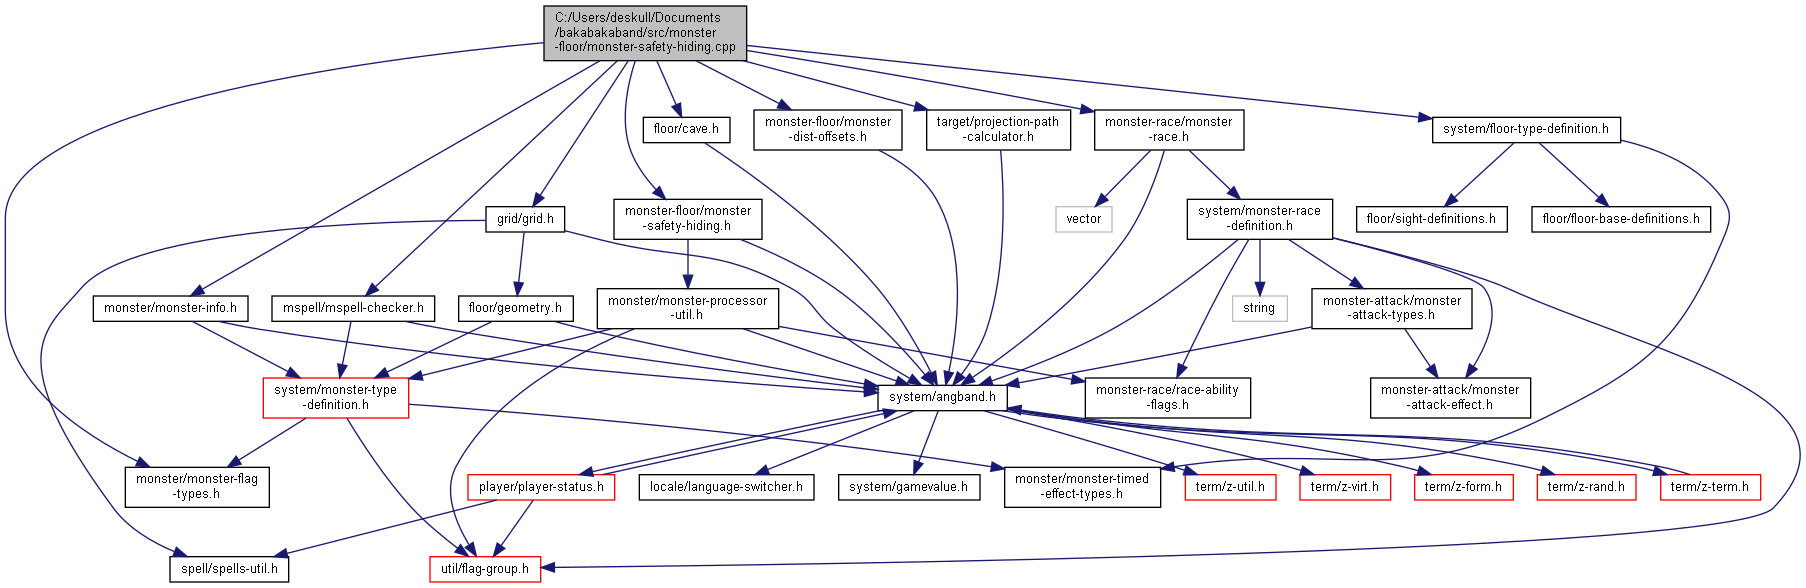 C:/Users/deskull/Documents
/bakabakaband/src/monster
-floor/monster-safety-hiding.cpp
floor/cave.h
monster-floor/monster
-dist-offsets.h
target/projection-path
-calculator.h
monster-race/monster
-race.h
system/floor-type-definition.h
grid/grid.h
monster-floor/monster
-safety-hiding.h
vector
system/monster-race
-definition.h
floor/sight-definitions.h
floor/floor-base-definitions.h
monster/monster-info.h
mspell/mspell-checker.h
floor/geometry.h
monster/monster-processor
-util.h
string
monster-attack/monster
-attack-types.h
system/monster-type
-definition.h
system/angband.h
monster-race/race-ability
-flags.h
monster-attack/monster
-attack-effect.h
monster/monster-flag
-types.h
player/player-status.h
locale/language-switcher.h
system/gamevalue.h
monster/monster-timed
-effect-types.h
term/z-util.h
term/z-virt.h
term/z-form.h
term/z-rand.h
term/z-term.h
spell/spells-util.h
util/flag-group.h